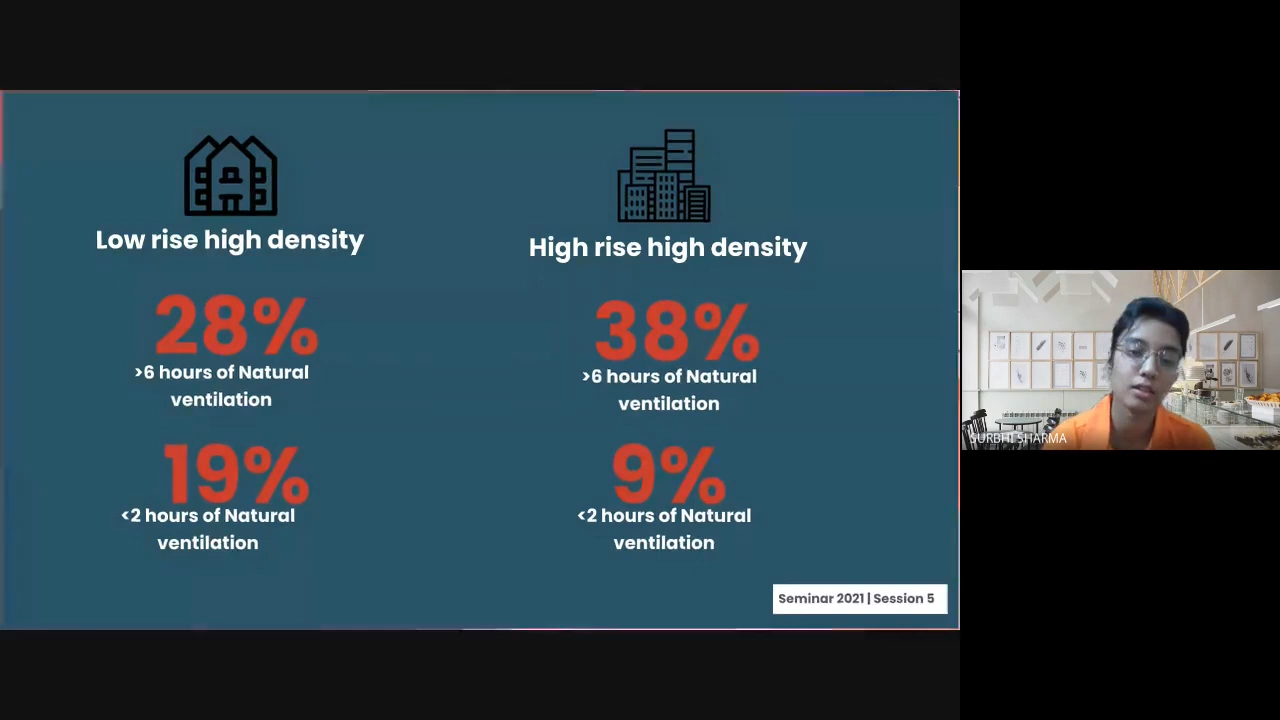 Low rise high density
28%
>6 hours of Natural
ventilation
19%
<2 hours of Natural
ventilation
High rise high density
38%
>6 hours of Natural
ventilation
9%
<2 hours of Natural
ventilation
Seminar 2021 | Session 5
SURBHI SHARMA